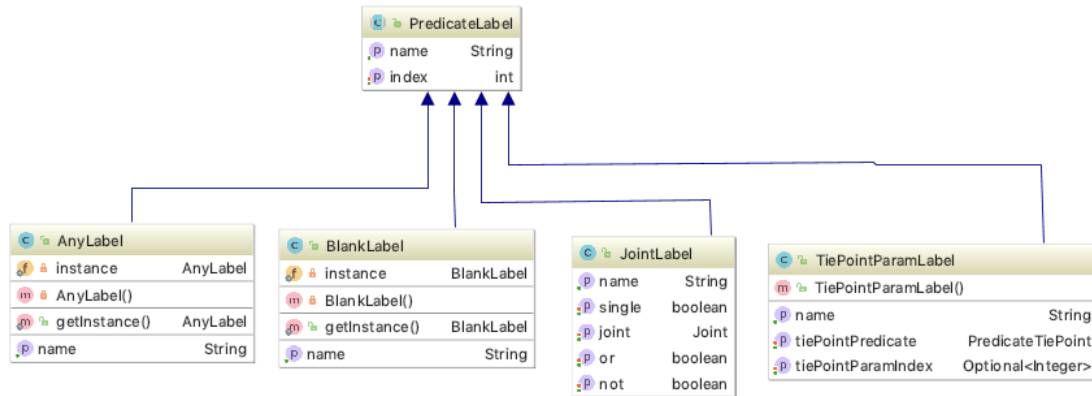 PredicateLabel
name String
index int
AnyLabel
instance AnyLabel
AnyLabel()
getInstance() AnyLabel
name String
BlankLabel
instance BlankLabel
BlankLabel()
getInstance() BlankLabel
name String
JointLabel
name String
single boolean
joint Joint
or boolean
not boolean
TiePointParamLabel
TiePointParamLabel()
name String
tiePointPredicate PredicateTiePoint
tiePointParamIndex Optional<Integer>